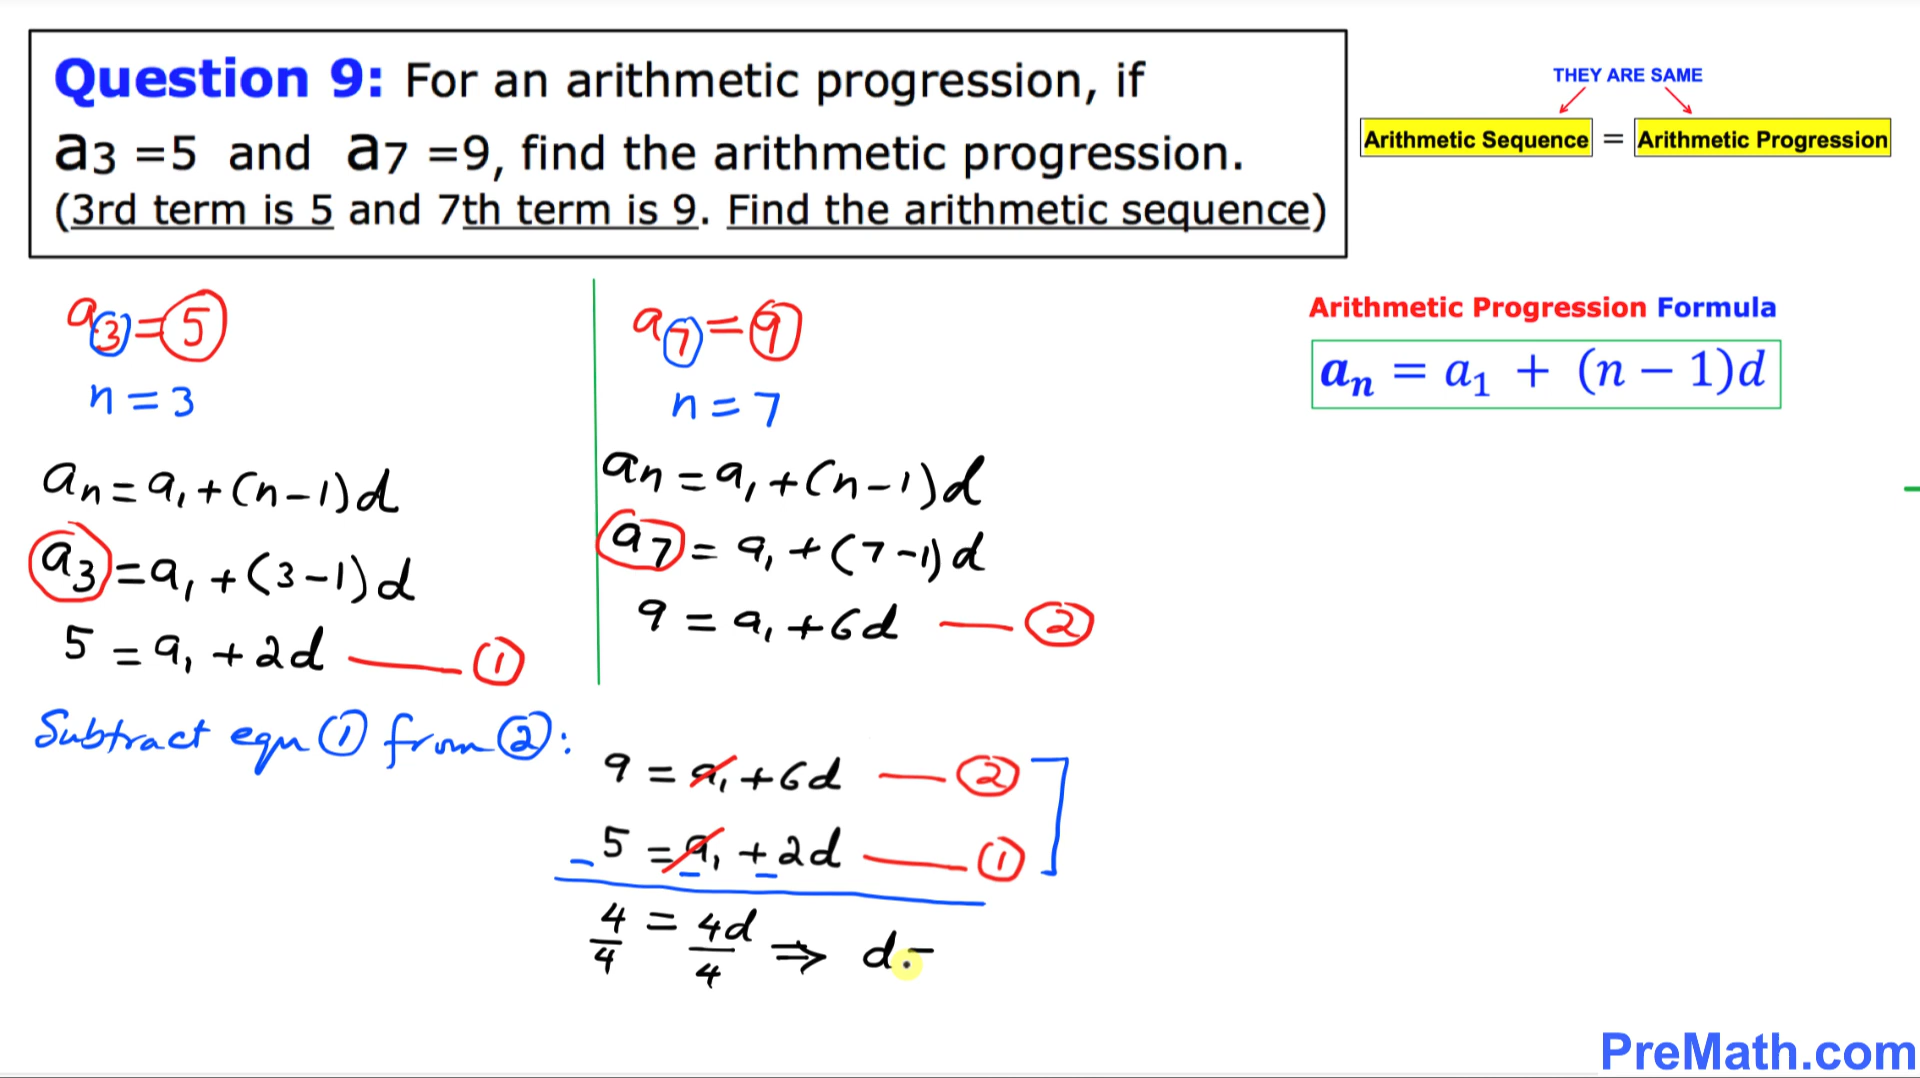 Question 9: For an arithmetic progression, if
a3 =5 and a7 =9, find the arithmetic progression.
(3rd term is 5 and 7th term is 9. Find the arithmetic sequence)
THEY ARE SAME
Arithmetic Sequence = Arithmetic Progression
Arithmetic Progression Formula
aₙ = a₁ + (n − 1)d
a₃ = 5
n = 3
aₙ = a₁ + (n-1)d
a₃ = a₁ + (3-1)d
5 = a₁ + 2d — ①
a₇ = 9
n = 7
aₙ = a₁ + (n-1)d
a₇ = a₁ + (7-1)d
9 = a₁ + 6d — ②
Subtract eqn ① from ②:
9 = a₁ + 6d — ②
- 5 = a₁ + 2d — ①
4/4 = 4d/4 ⇒ d-
PreMath.com